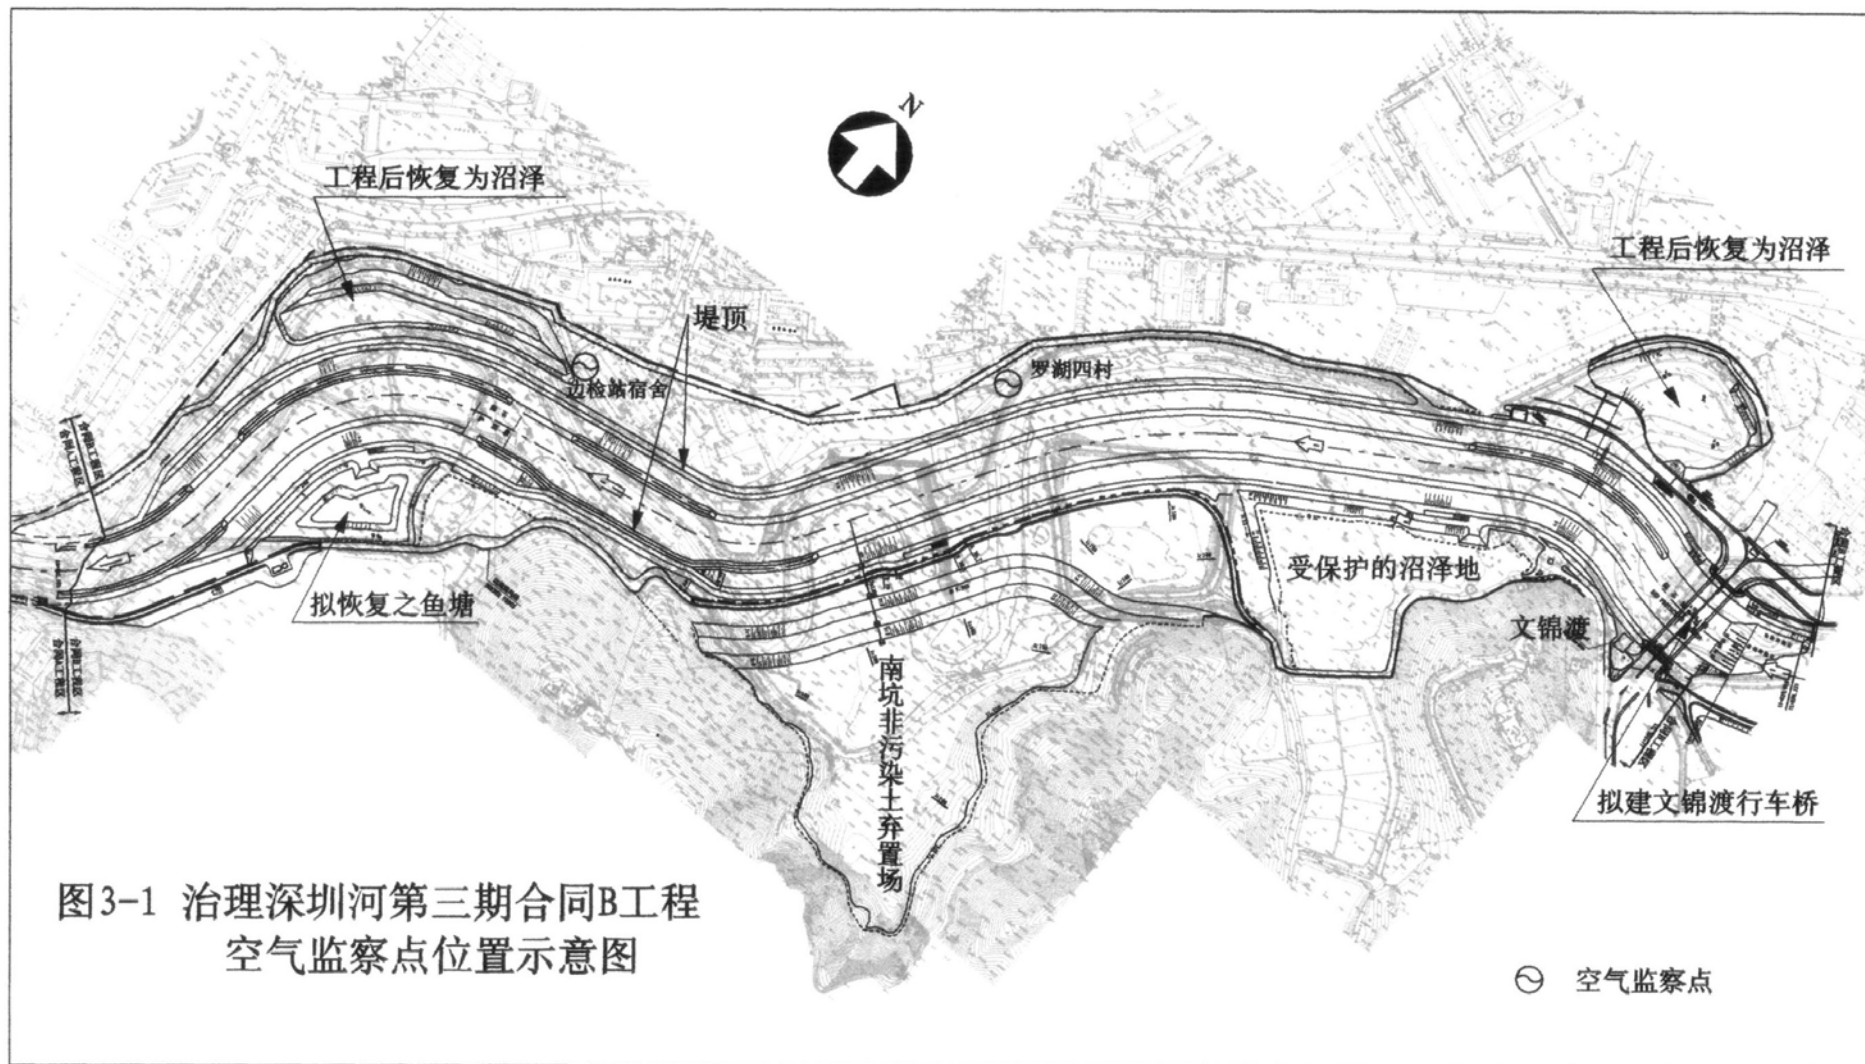 N
工程后恢复为沼泽
工程后恢复为沼泽
堤顶
边检站宿舍
罗湖四村
拟恢复之鱼塘
受保护的沼泽地
文锦渡
南坑非污染土弃置场
拟建文锦渡行车桥
图3-1 治理深圳河第三期合同B工程
空气监察点位置示意图
空气监察点